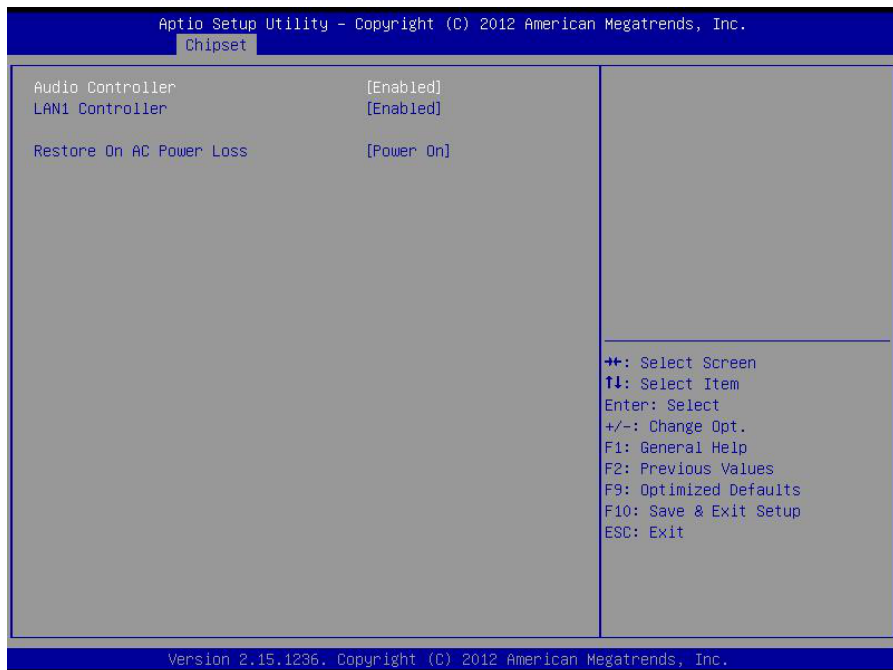 Aptio Setup Utility – Copyright (C) 2012 American Megatrends, Inc.
Chipset
Audio Controller [Enabled]
LAN1 Controller [Enabled]
Restore On AC Power Loss [Power On]
→←: Select Screen
↑↓: Select Item
Enter: Select
+/-: Change Opt.
F1: General Help
F2: Previous Values
F9: Optimized Defaults
F10: Save & Exit Setup
ESC: Exit
Version 2.15.1236. Copyright (C) 2012 American Megatrends, Inc.